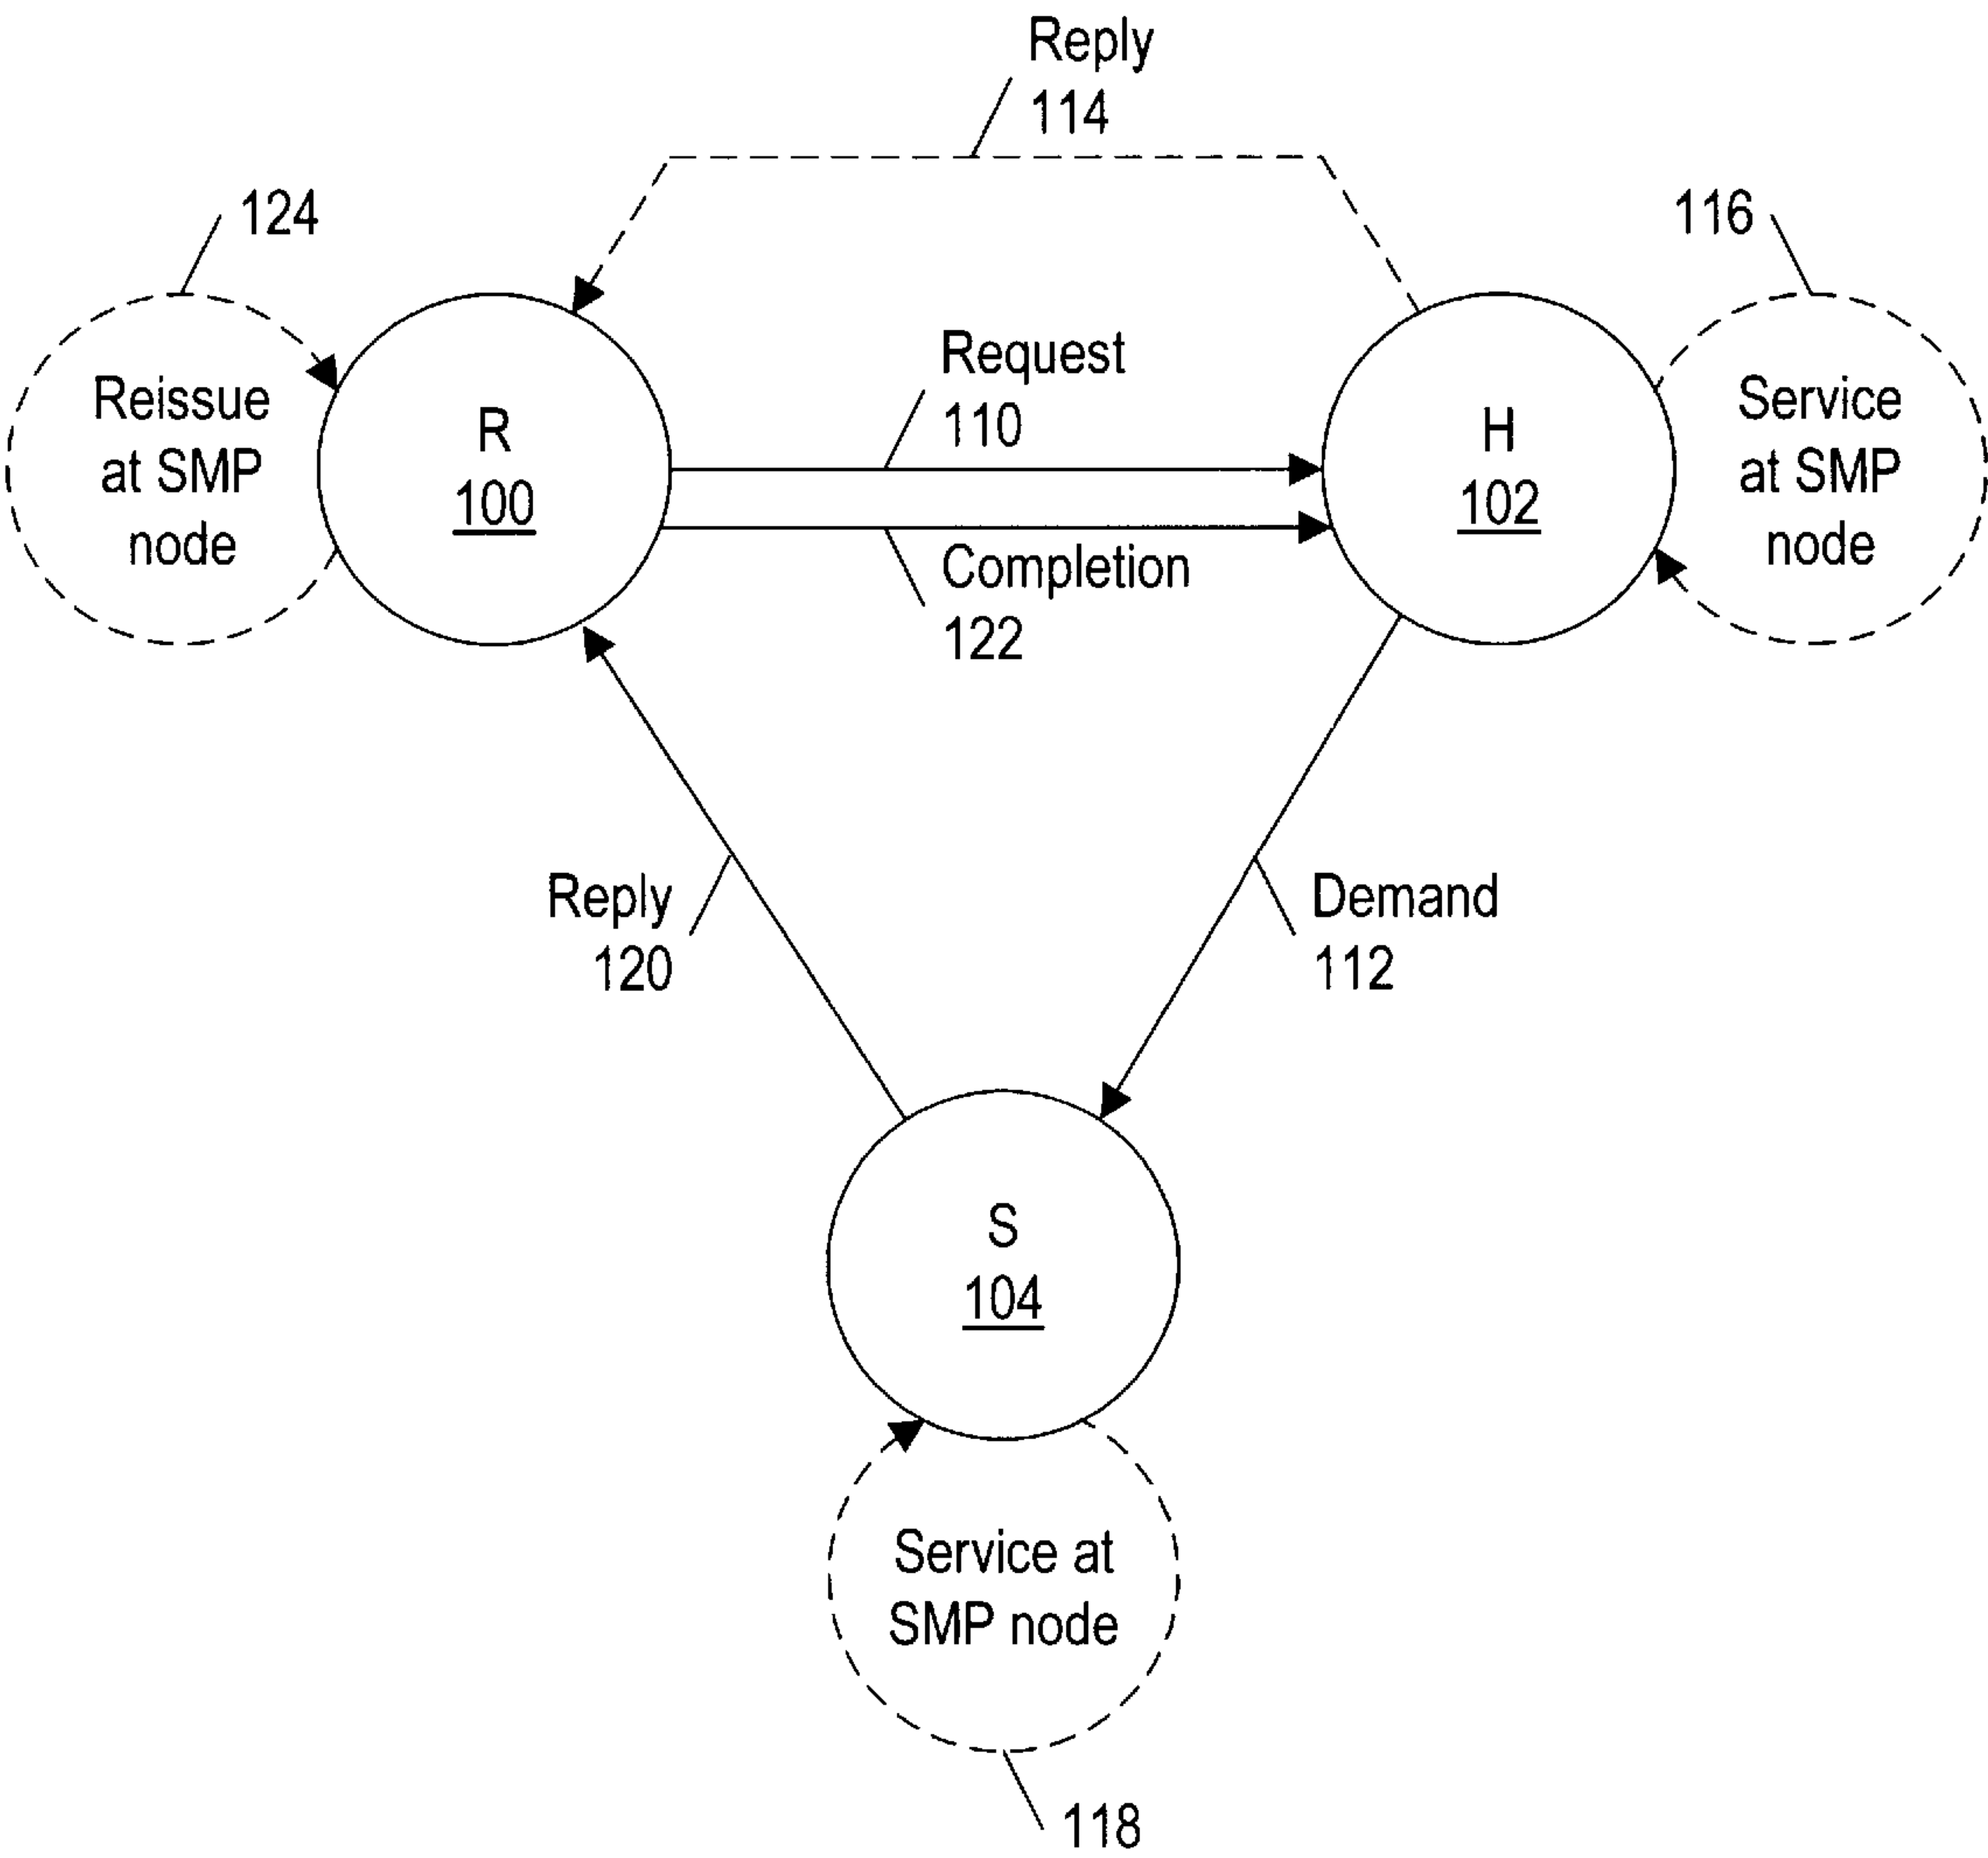 Reply
114
124
116
Request
110
Reissue
at SMP
node
R
100
H
102
Service
at SMP
node
Completion
122
Reply
120
Demand
112
S
104
Service at
SMP node
118